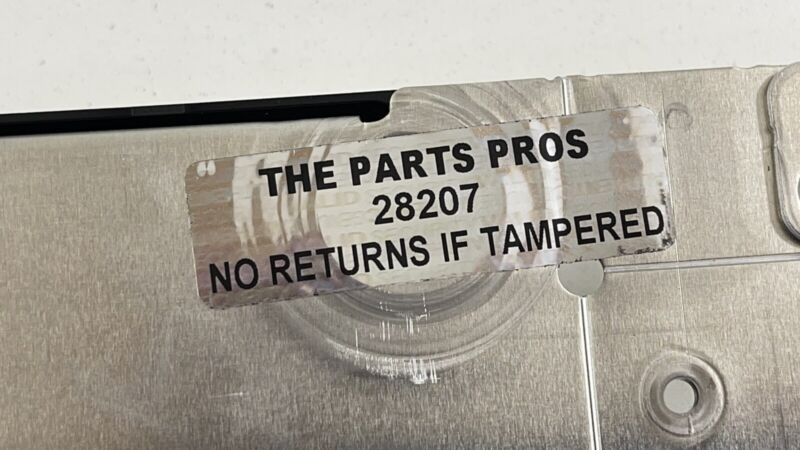 THE PARTS PROS
28207
NO RETURNS IF TAMPERED